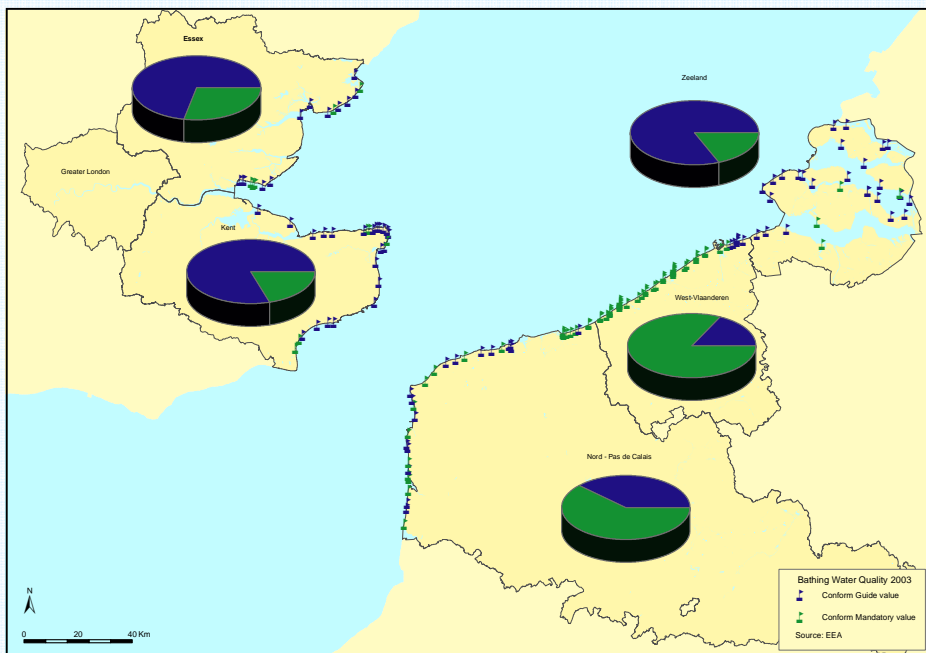 Essex
Zeeland
Greater London
Kent
West-Vlaanderen
Nord - Pas de Calais
Bathing Water Quality 2003
Conform Guide value
Conform Mandatory value
Source: EEA
N
0 20 40 Km